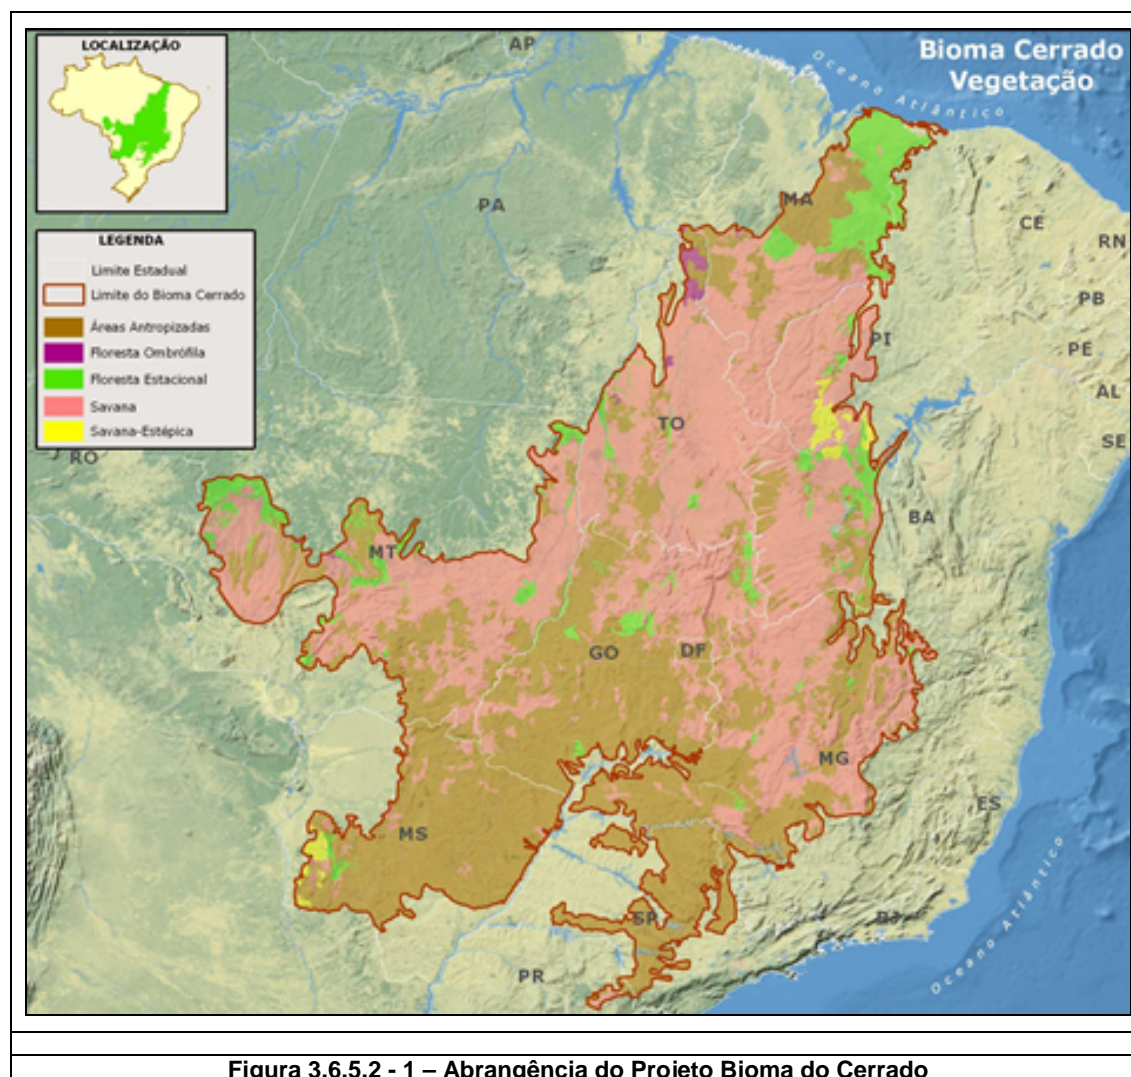 LOCALIZAÇÃO
Bioma Cerrado
Vegetação
Oceano Atlântico
AP
PA
MA
CE
RN
PB
PE
AL
SE
PI
TO
BA
RO
MT
GO
DF
MG
ES
MS
SP
RJ
PR
Oceano Atlântico
LEGENDA
Limite Estadual
Limite do Bioma Cerrado
Áreas Antropizadas
Floresta Ombrófila
Floresta Estacional
Savana
Savana-Estépica
Figura 3.6.5.2 - 1 – Abrangência do Projeto Bioma do Cerrado